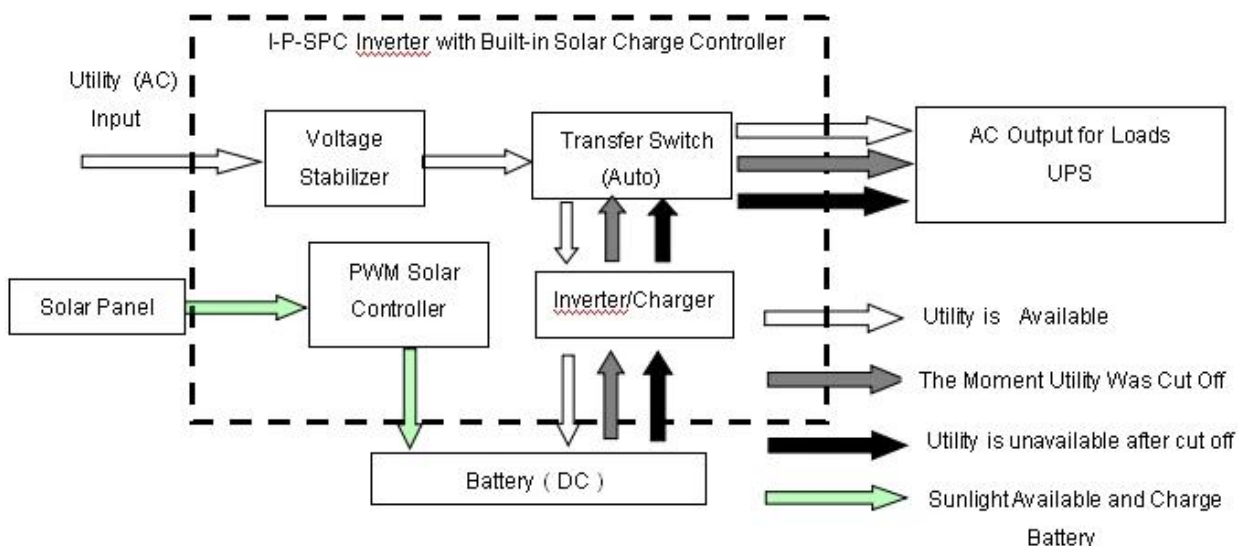 I-P-SPC Inverter with Built-in Solar Charge Controller
Utility (AC)
Input
Voltage
Stabilizer
Transfer Switch
(Auto)
AC Output for Loads
UPS
Solar Panel
PWM Solar
Controller
Inverter/Charger
Battery ( DC )
Utility is Available
The Moment Utility Was Cut Off
Utility is unavailable after cut off
Sunlight Available and Charge
Battery